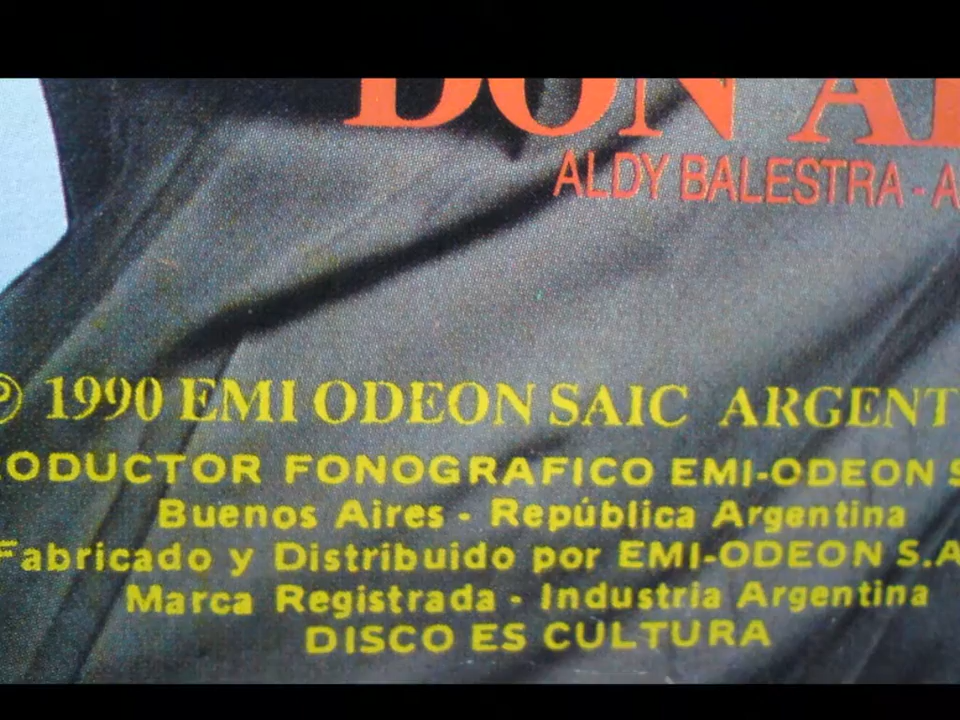 DON A
ALDY BALESTRA - A
℗ 1990 EMI ODEON SAIC ARGENT
RODUCTOR FONOGRAFICO EMI-ODEON S
Buenos Aires - República Argentina
Fabricado y Distribuido por EMI-ODEON S.A
Marca Registrada - Industria Argentina
DISCO ES CULTURA